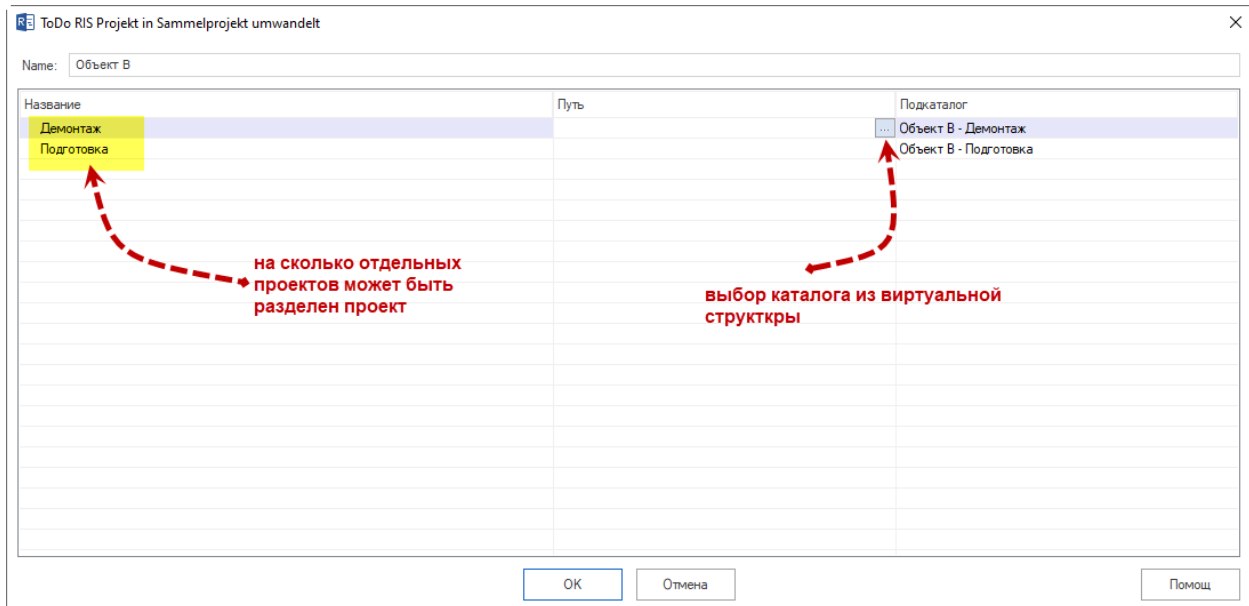 ToDo RIS Projekt in Sammelprojekt umwandelt
Name: Объект В
Название Путь Подкаталог
Демонтаж ... Объект В - Демонтаж
Подготовка Объект В - Подготовка
на сколько отдельных
проектов может быть
разделен проект
выбор каталога из виртуальной
структкры
OK Отмена Помощ